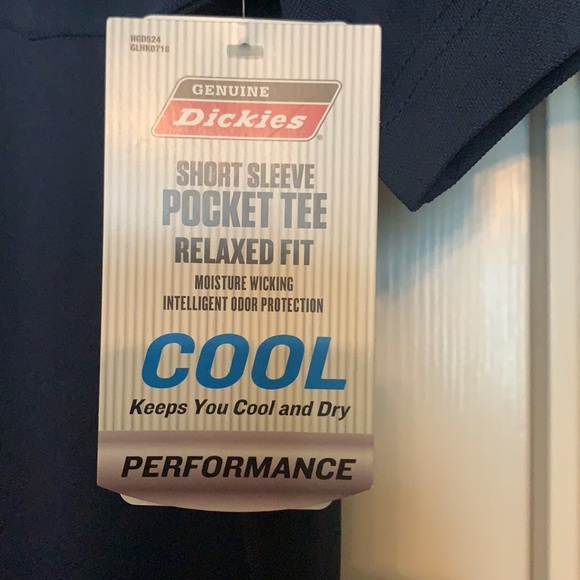 HGD524
GLHK0718
GENUINE
Dickies®
SHORT SLEEVE
POCKET TEE
RELAXED FIT
MOISTURE WICKING
INTELLIGENT ODOR PROTECTION
COOL
Keeps You Cool and Dry
PERFORMANCE